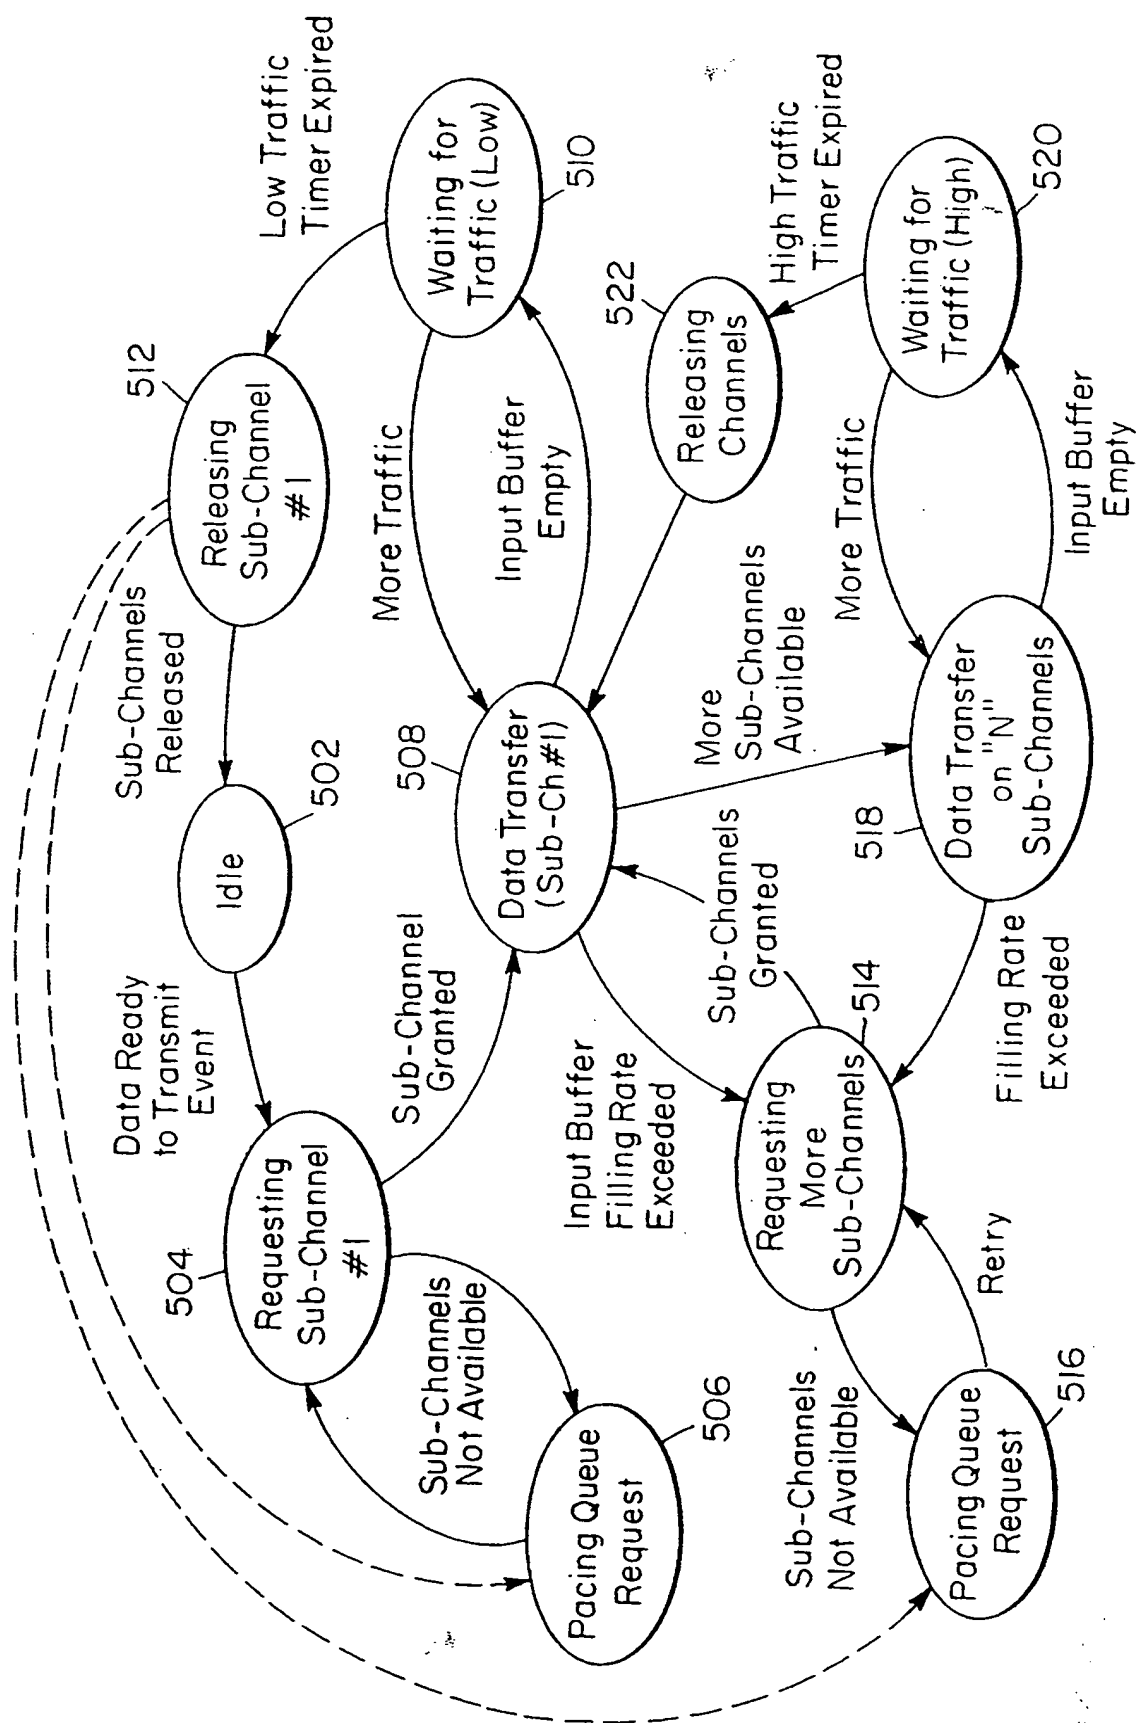 512
Releasing
Sub-Channel
#1
Low Traffic
Timer Expired
Sub-Channels
Released
Idle
502
Data Ready
to Transmit
Event
504
Requesting
Sub-Channel
#1
Sub-Channel
Granted
Sub-Channels
Not Available
Pacing Queue
Request
506
508
Data Transfer
(Sub-Ch#1)
More Traffic
Input Buffer
Empty
Waiting for
Traffic (Low)
510
522
Releasing
Channels
High Traffic
Timer Expired
More
Sub-Channels
Available
Sub-Channels
Granted
Input Buffer
Filling Rate
Exceeded
Requesting
More
Sub-Channels
514
Sub-Channels
Not Available
Retry
Pacing Queue
Request
516
518
Data Transfer
on "N"
Sub-Channels
Filling Rate
Exceeded
More Traffic
Input Buffer
Empty
Waiting for
Traffic (High)
520